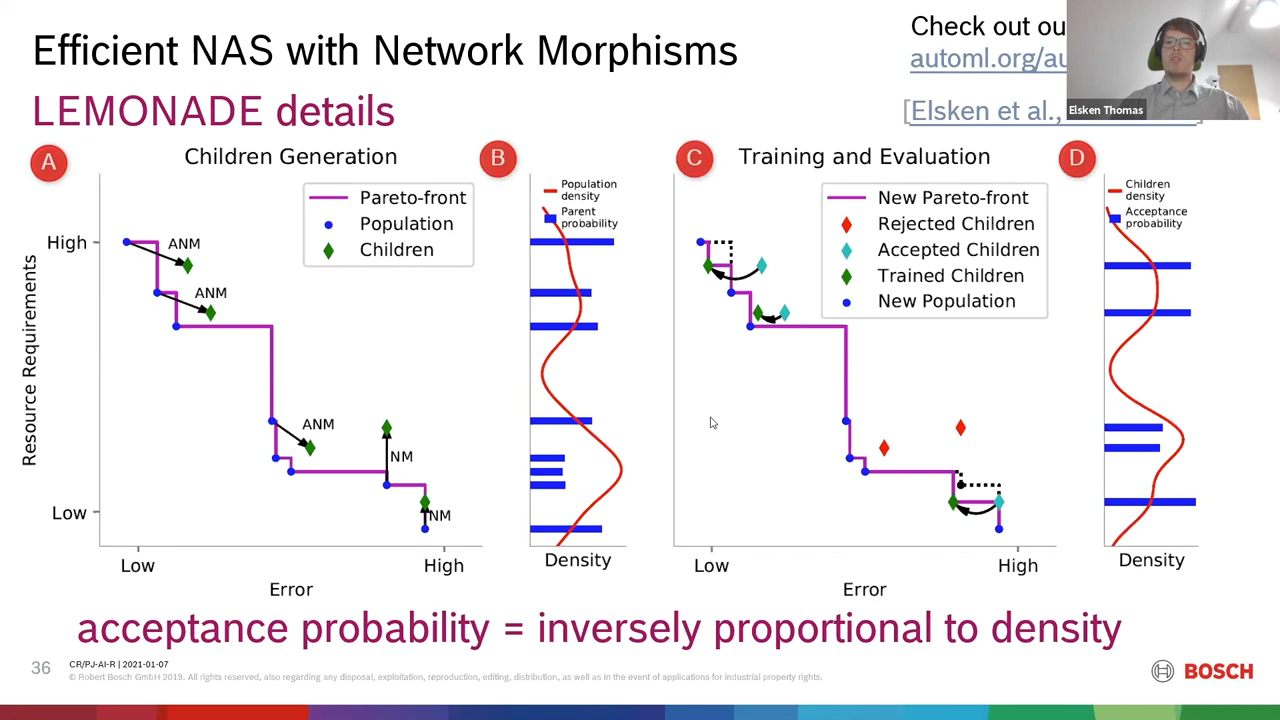 Efficient NAS with Network Morphisms
LEMONADE details
Check out
automl.org/
[Elsken et al.,
Elsken Thomas
A
Children Generation
B
C
Training and Evaluation
D
Pareto-front
Population
Children
Population
density
Parent
probability
New Pareto-front
Rejected Children
Accepted Children
Trained Children
New Population
Children
density
Acceptance
probability
High
ANM
ANM
ANM
NM
NM
Resource Requirements
Low
Low
High
Error
Density
Low
High
Error
Density
acceptance probability = inversely proportional to density
36
CR/PJ-AI-R | 2021-01-07
© Robert Bosch GmbH 2019. All rights reserved, also regarding any disposal, exploitation, reproduction, editing, distribution, as well as in the event of applications for industrial property rights.
BOSCH